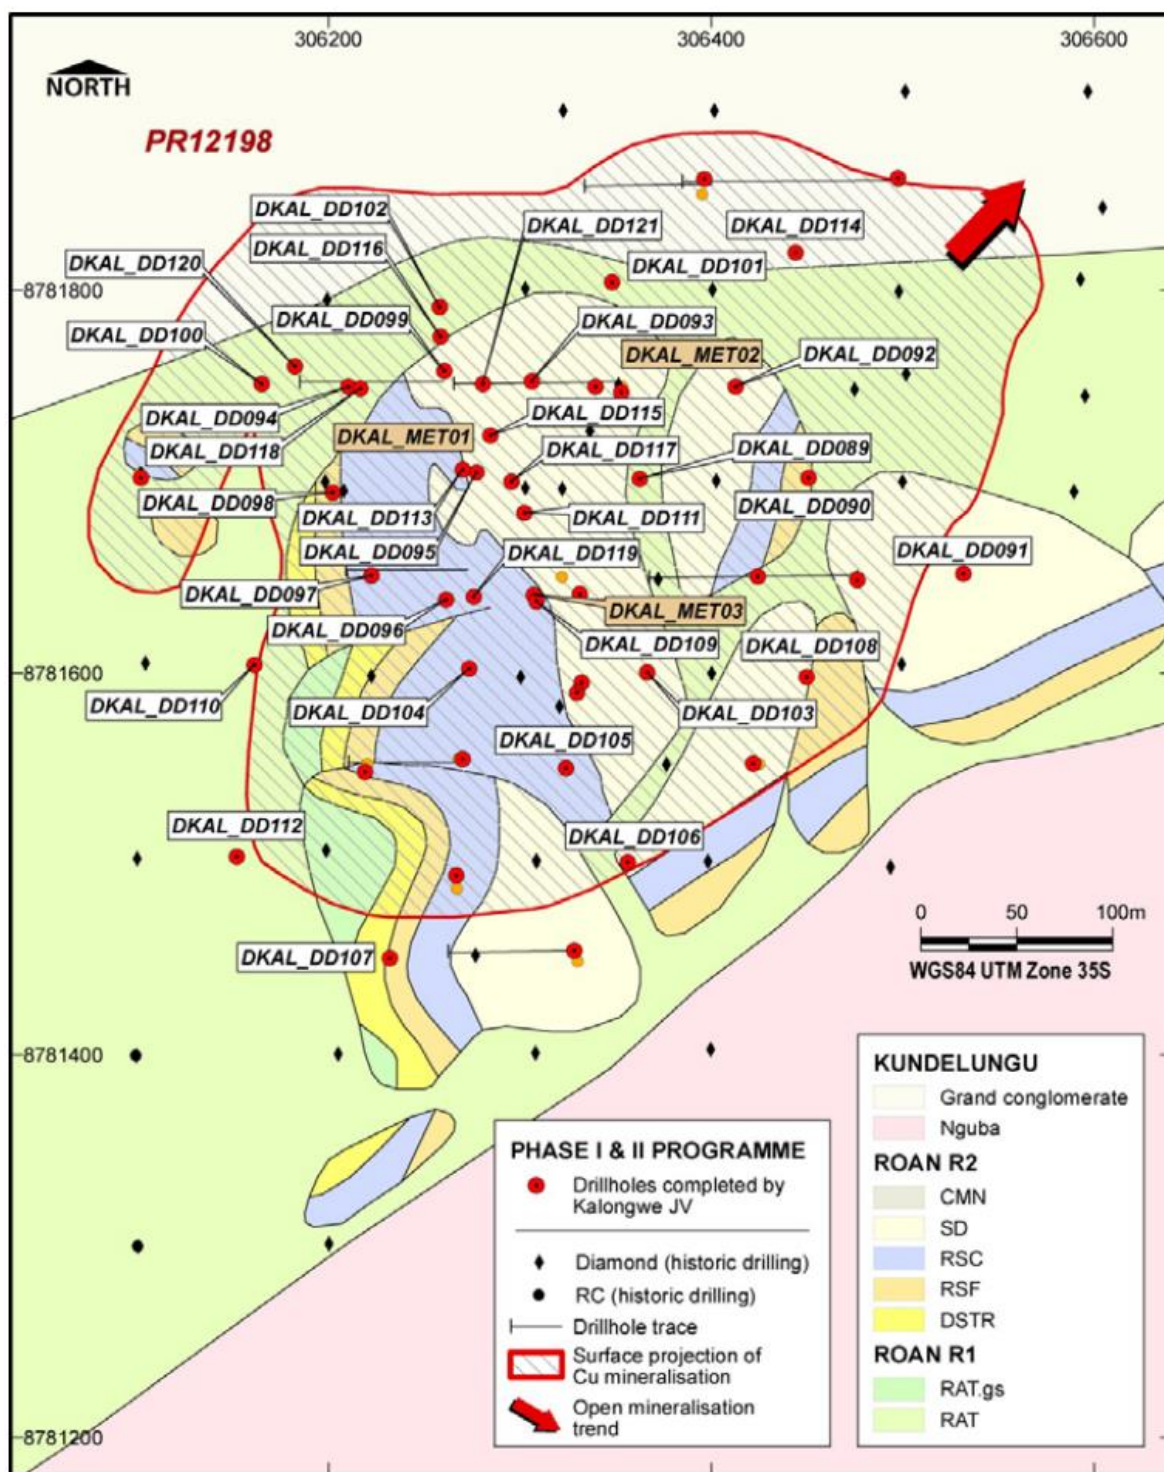 306200
306400
306600
NORTH
PR12198
DKAL_DD102
DKAL_DD121
DKAL_DD114
DKAL_DD116
DKAL_DD120
DKAL_DD101
8781800
DKAL_DD099
DKAL_DD093
DKAL_DD100
DKAL_MET02
DKAL_DD092
DKAL_DD094
DKAL_DD115
DKAL_MET01
DKAL_DD118
DKAL_DD117
DKAL_DD089
DKAL_DD098
DKAL_DD090
DKAL_DD113
DKAL_DD111
DKAL_DD095
DKAL_DD119
DKAL_DD091
DKAL_DD097
DKAL_MET03
DKAL_DD096
DKAL_DD109
DKAL_DD108
8781600
DKAL_DD110
DKAL_DD104
DKAL_DD103
DKAL_DD105
DKAL_DD112
DKAL_DD106
DKAL_DD107
0 50 100m
WGS84 UTM Zone 35S
8781400
8781200
PHASE I & II PROGRAMME
Drillholes completed by
Kalongwe JV
Diamond (historic drilling)
RC (historic drilling)
Drillhole trace
Surface projection of
Cu mineralisation
Open mineralisation
trend
KUNDELUNGU
Grand conglomerate
Nguba
ROAN R2
CMN
SD
RSC
RSF
DSTR
ROAN R1
RAT.gs
RAT